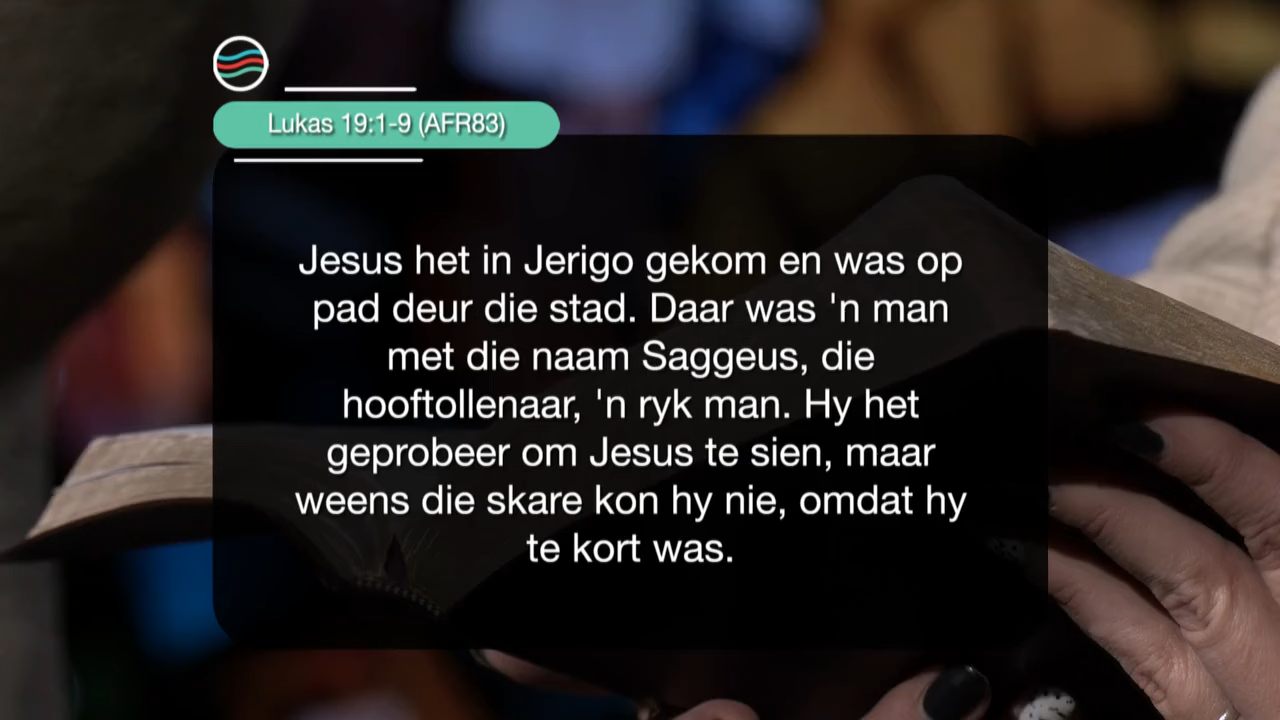 Lukas 19:1-9 (AFR83)
Jesus het in Jerigo gekom en was op
pad deur die stad. Daar was 'n man
met die naam Saggeus, die
hooftollenaar, 'n ryk man. Hy het
geprobeer om Jesus te sien, maar
weens die skare kon hy nie, omdat hy
te kort was.